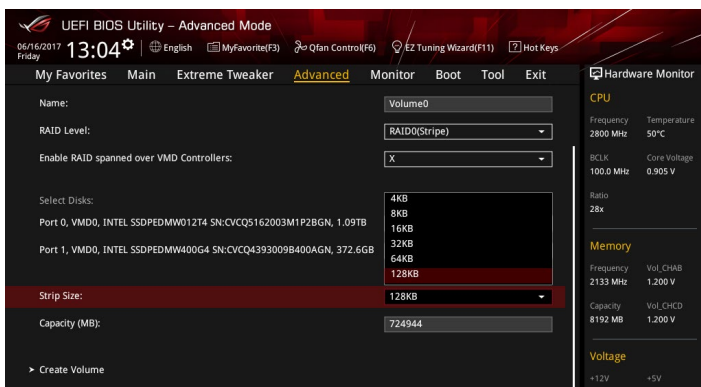 UEFI BIOS Utility – Advanced Mode
06/16/2017 Friday 13:04 English MyFavorite(F3) Qfan Control(F6) EZ Tuning Wizard(F11) ? Hot Keys
My Favorites Main Extreme Tweaker Advanced Monitor Boot Tool Exit
Name: Volume0
RAID Level: RAID0(Stripe)
Enable RAID spanned over VMD Controllers: X
Select Disks:
Port 0, VMD0, INTEL SSDPEDMW012T4 SN:CVCQ5162003M1P2BGN, 1.09TB
Port 1, VMD0, INTEL SSDPEDMW400G4 SN:CVCQ4393009B400AGN, 372.6GB
4KB
8KB
16KB
32KB
64KB
128KB
Strip Size: 128KB
Capacity (MB): 724944
> Create Volume
Hardware Monitor
CPU
Frequency Temperature
2800 MHz 50°C
BCLK Core Voltage
100.0 MHz 0.905 V
Ratio
28x
Memory
Frequency Vol_CHAB
2133 MHz 1.200 V
Capacity Vol_CHCD
8192 MB 1.200 V
Voltage
+12V +5V